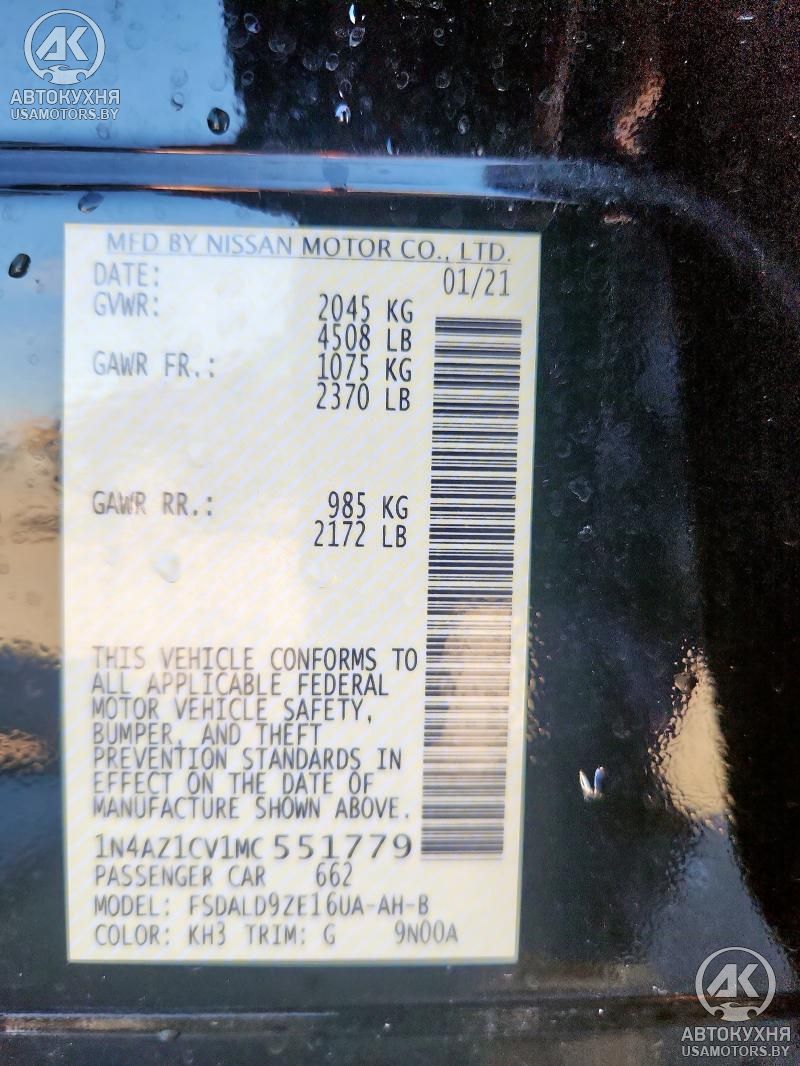 АК
АВТОКУХНЯ
USAMOTORS.BY
MFD BY NISSAN MOTOR CO., LTD.
DATE: 01/21
GVWR: 2045 KG
4508 LB
GAWR FR.: 1075 KG
2370 LB
GAWR RR.: 985 KG
2172 LB
THIS VEHICLE CONFORMS TO
ALL APPLICABLE FEDERAL
MOTOR VEHICLE SAFETY,
BUMPER, AND THEFT
PREVENTION STANDARDS IN
EFFECT ON THE DATE OF
MANUFACTURE SHOWN ABOVE.
1N4AZ1CV1MC551779
PASSENGER CAR 662
MODEL: FSDALD9ZE16UA-AH-B
COLOR: KH3 TRIM: G 9N00A
АК
АВТОКУХНЯ
USAMOTORS.BY